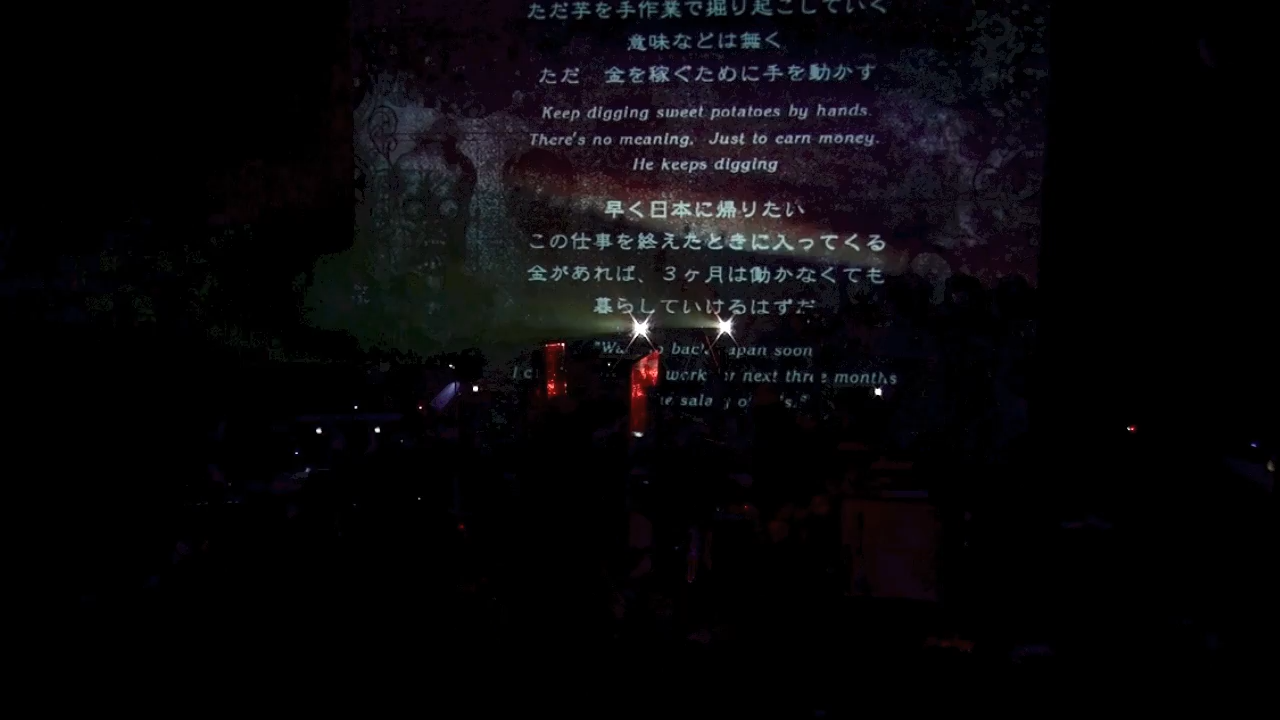 ただ芋を手作業で掘り起こしていく
意味などは無く
ただ 金を稼ぐために手を動かす
Keep digging sweet potatoes by hands.
There's no meaning. Just to earn money.
He keeps digging
早く日本に帰りたい
この仕事を終えたときに入ってくる
金があれば、３ヶ月は働かなくても
暮らしていけるはずだ
back soon
work next three months